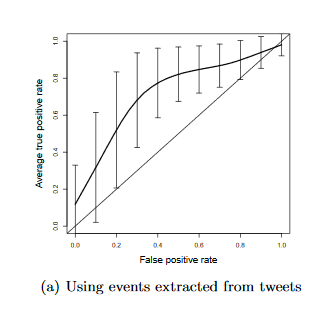 Average true positive rate
1.0
0.8
0.6
0.4
0.2
0.0
0.0 0.2 0.4 0.6 0.8 1.0
False positive rate
(a) Using events extracted from tweets